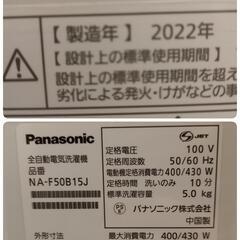 【製造年】2022年
【設計上の標準使用期間】
設計上の標準使用期間を超え
劣化による発火・けがなどの事
Panasonic
全自動電気洗濯機
品番
NA-F50B15J
S JET
定格電圧 100 V
定格周波数 50/60 Hz
電動機定格消費電力 400/430 W
定格時間 洗いのみ 10 分
標準洗濯容量 5.0 kg
パナソニック株式会社
中国製
外形寸法
最大消費電力 400/430 W